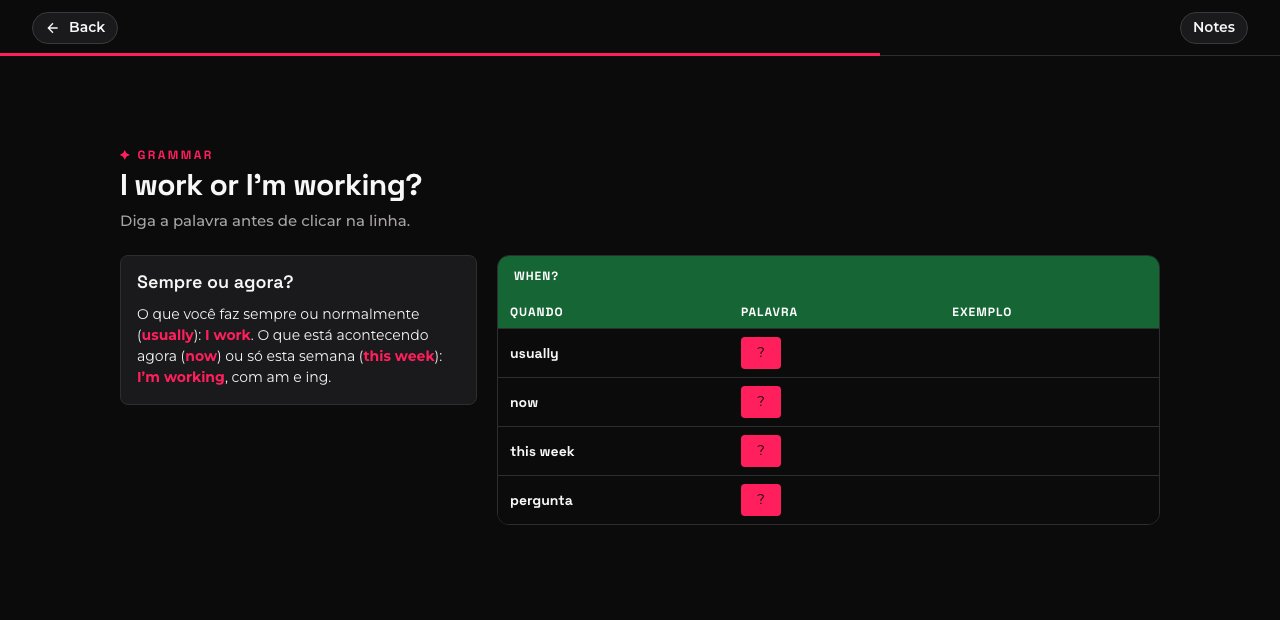 Back
Notes
GRAMMAR
I work or I’m working?
Diga a palavra antes de clicar na linha.
Sempre ou agora?
O que você faz sempre ou normalmente
(usually): I work. O que está acontecendo
agora (now) ou só esta semana (this week):
I’m working, com am e ing.
WHEN?
QUANDO PALAVRA EXEMPLO
usually ?
now ?
this week ?
pergunta ?